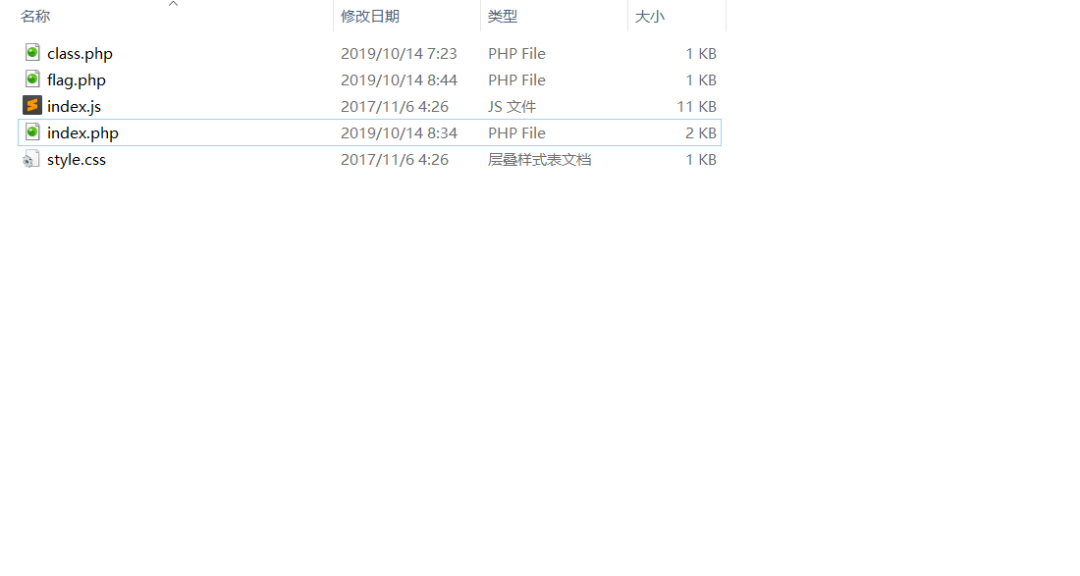 名称 修改日期 类型 大小
class.php 2019/10/14 7:23 PHP File 1 KB
flag.php 2019/10/14 8:44 PHP File 1 KB
index.js 2017/11/6 4:26 JS 文件 11 KB
index.php 2019/10/14 8:34 PHP File 2 KB
style.css 2017/11/6 4:26 层叠样式表文档 1 KB